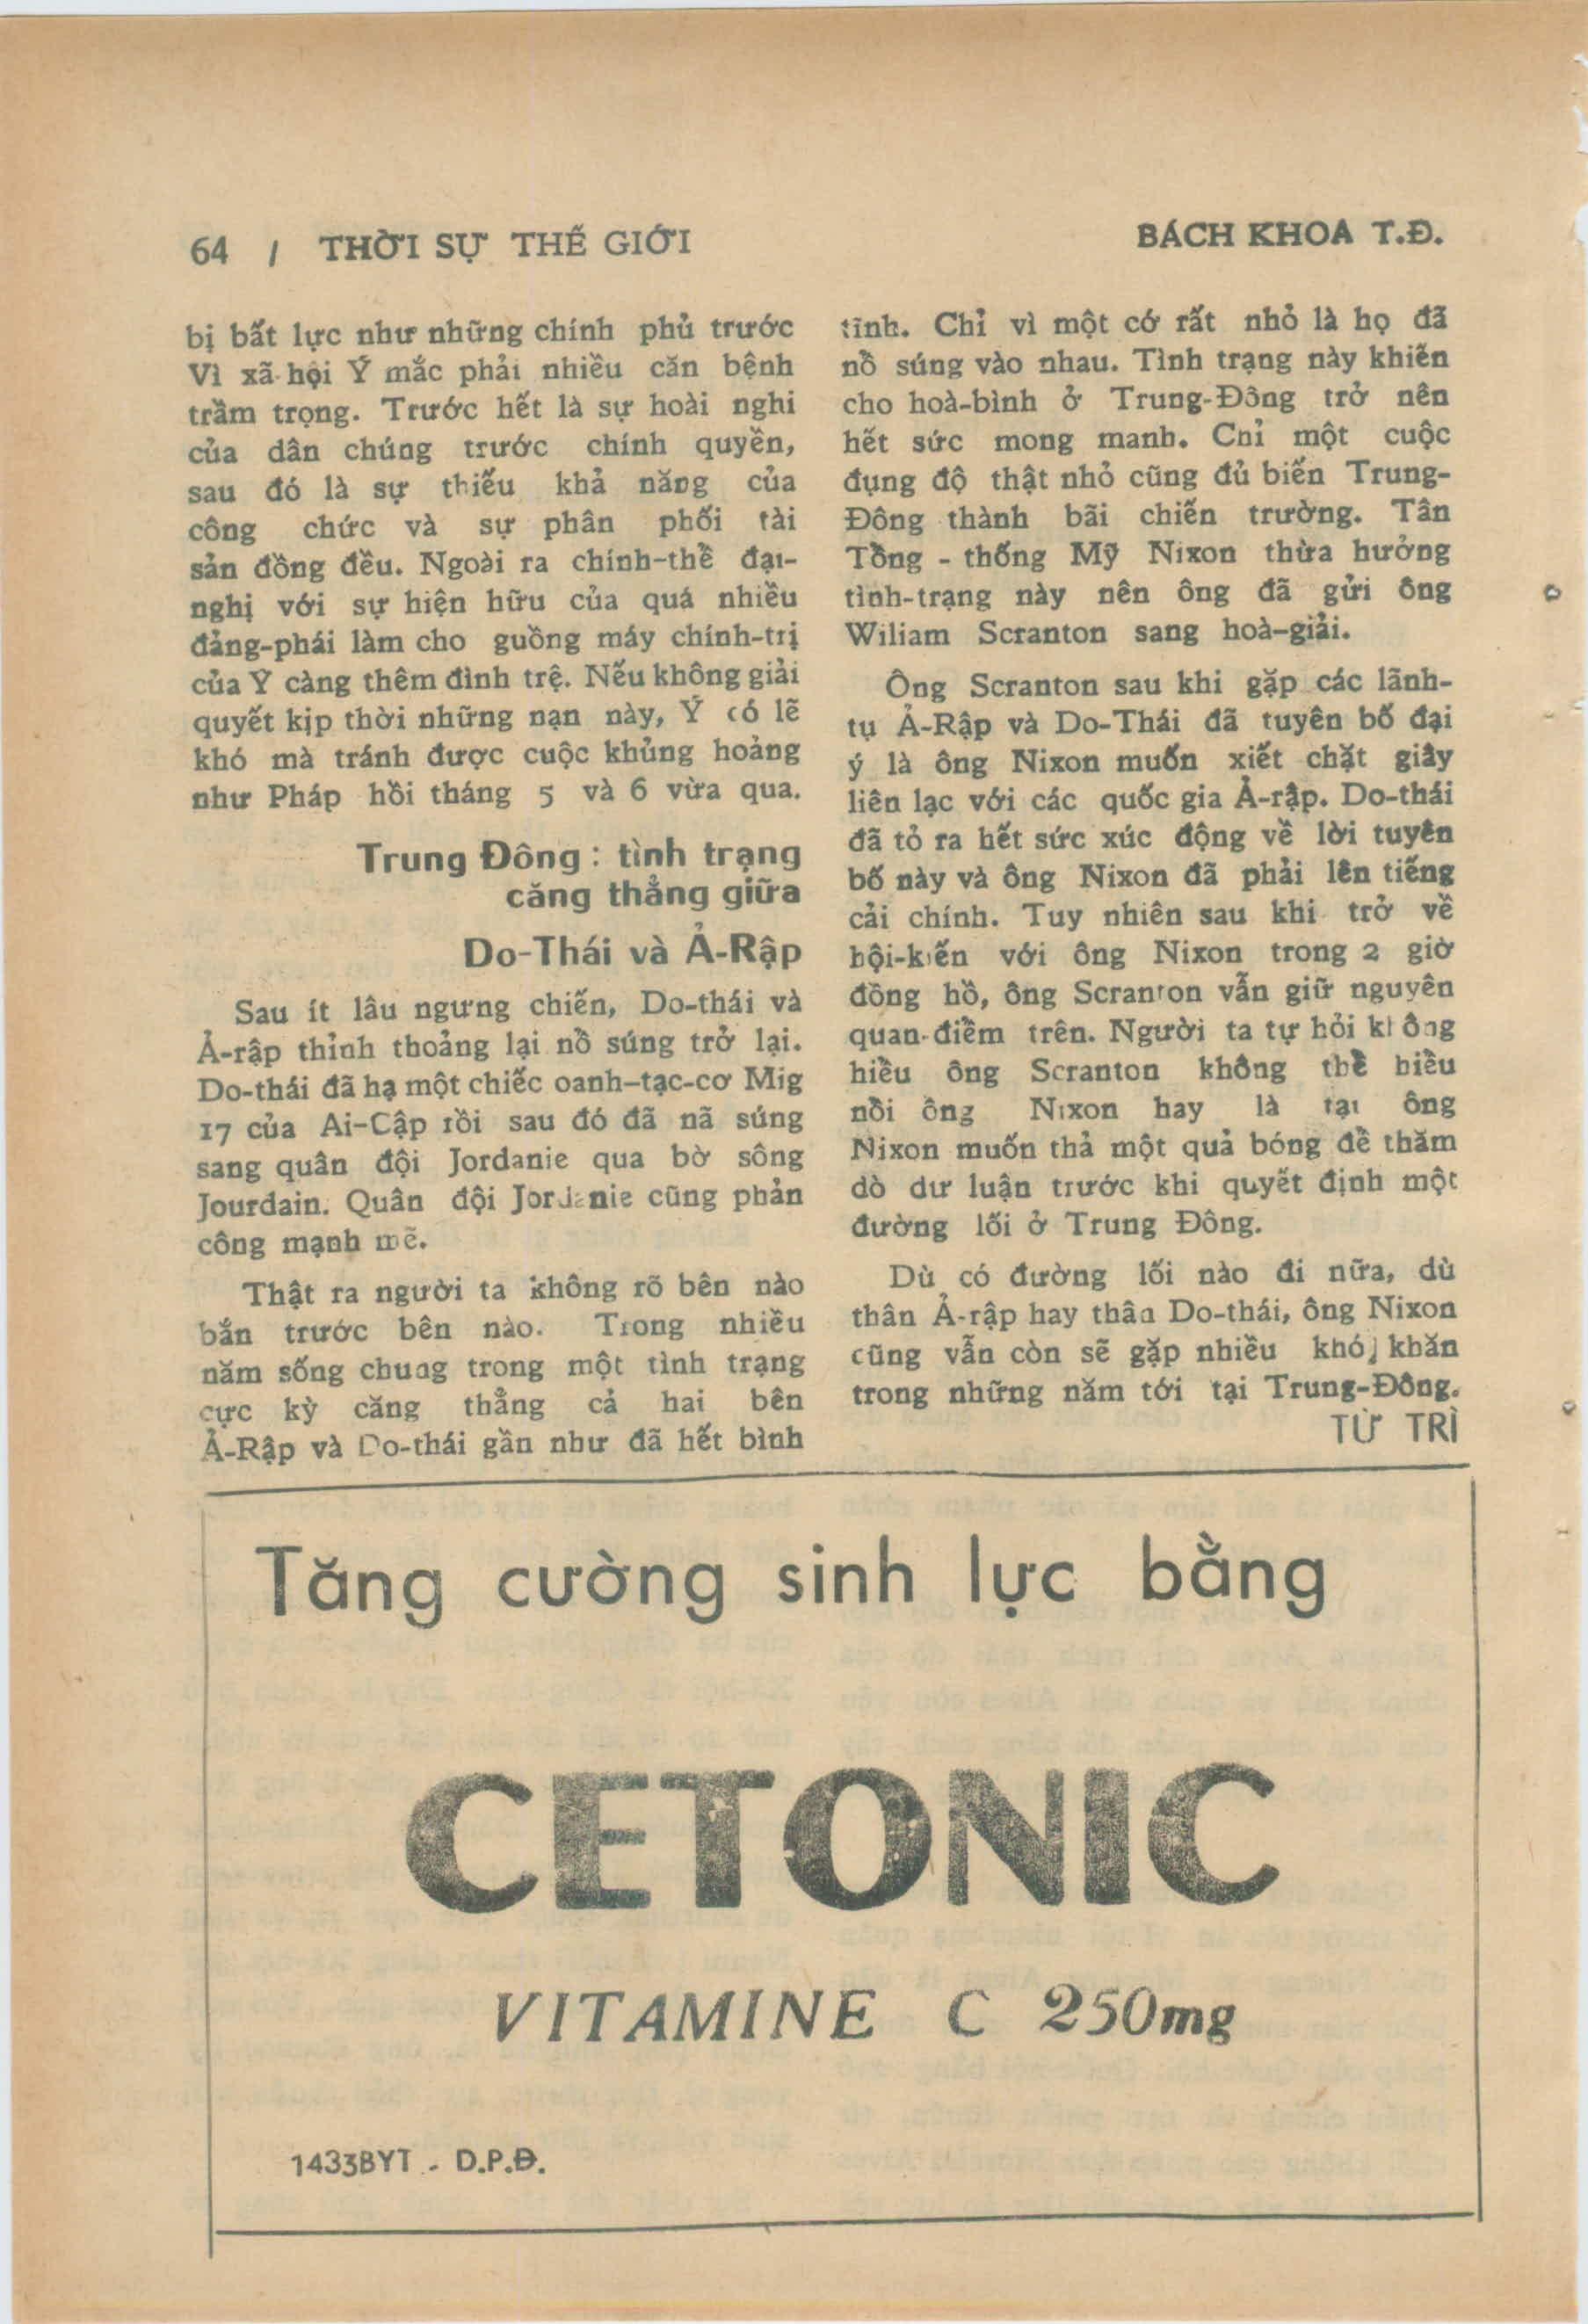 64 / THỜI SỰ THẾ GIỚI
BÁCH KHOA T.Đ.
bị bất lực như những chính phủ trước
Vì xã hội Ý mắc phải nhiều căn bệnh
trầm trọng. Trước hết là sự hoài nghi
của dân chúng trước chính quyền,
sau đó là sự thiếu khả năng của
công chức và sự phân phối tài
sản đồng đều. Ngoài ra chính-thể đại-
nghị với sự hiện hữu của quá nhiều
đảng-phái làm cho guồng máy chính-trị
của Ý càng thêm đình trệ. Nếu không giải
quyết kịp thời những nạn này, Ý có lẽ
khó mà tránh được cuộc khủng hoảng
như Pháp hồi tháng 5 và 6 vừa qua.
Trung Đông : tình trạng
căng thẳng giữa
Do-Thái và Ả-Rập
Sau ít lâu ngưng chiến, Do-thái và
Ả-rập thỉnh thoảng lại nổ súng trở lại.
Do-thái đã hạ một chiếc oanh-tạc-cơ Mig
17 của Ai-Cập rồi sau đó đã nã súng
sang quân đội Jordanie qua bờ sông
Jourdain. Quân đội Jordanie cũng phản
công mạnh mẽ.
Thật ra người ta không rõ bên nào
bắn trước bên nào. Trong nhiều
năm sống chung trong một tình trạng
cực kỳ căng thẳng cả hai bên
Ả-Rập và Do-thái gần như đã hết bình
tĩnh. Chỉ vì một cớ rất nhỏ là họ đã
nổ súng vào nhau. Tình trạng này khiến
cho hoà-bình ở Trung-Đông trở nên
hết sức mong manh. Chỉ một cuộc
đụng độ thật nhỏ cũng đủ biến Trung-
Đông thành bãi chiến trường. Tân
Tổng - thống Mỹ Nixon thừa hưởng
tình-trạng này nên ông đã gửi ông
Wiliam Scranton sang hoà-giải.
Ông Scranton sau khi gặp các lãnh-
tụ Ả-Rập và Do-Thái đã tuyên bố đại
ý là ông Nixon muốn xiết chặt giây
liên lạc với các quốc gia Ả-rập. Do-thái
đã tỏ ra hết sức xúc động về lời tuyên
bố này và ông Nixon đã phải lên tiếng
cải chính. Tuy nhiên sau khi trở về
hội-kiến với ông Nixon trong 2 giờ
đồng hồ, ông Scranton vẫn giữ nguyên
quan-điểm trên. Người ta tự hỏi không
hiểu ông Scranton không thể hiểu
nổi ông Nixon hay là tại ông
Nixon muốn thả một quả bóng để thăm
dò dư luận trước khi quyết định một
đường lối ở Trung Đông.
Dù có đường lối nào đi nữa, dù
thân Ả-rập hay thân Do-thái, ông Nixon
cũng vẫn còn sẽ gặp nhiều khó khăn
trong những năm tới tại Trung-Đông.
TỪ TRÌ
Tăng cường sinh lực bằng
CETONIC
VITAMINE C 250mg
1433BYT - D.P.Đ.